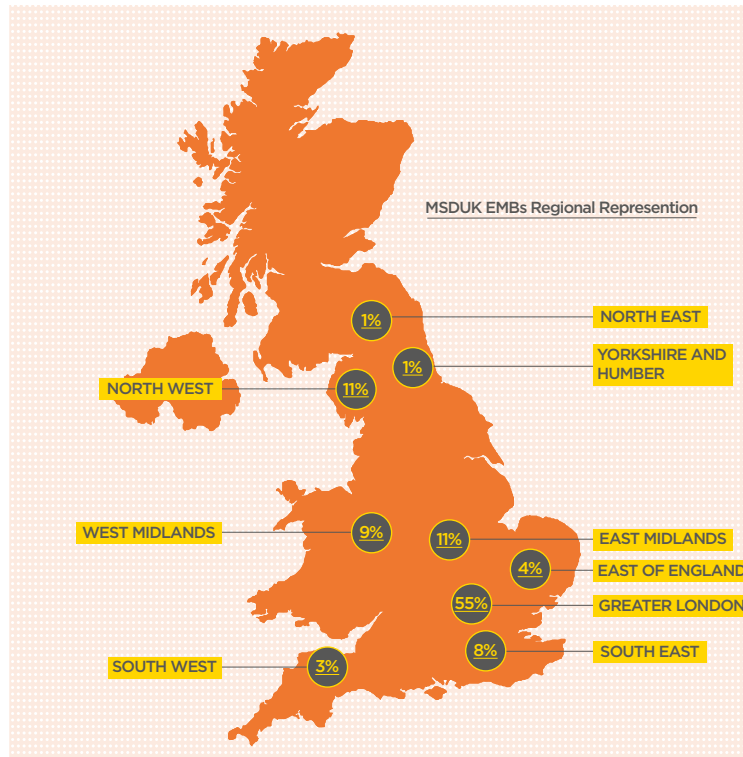 MSDUK EMBs Regional Represention
1%
NORTH EAST
1%
YORKSHIRE AND
HUMBER
NORTH WEST
11%
WEST MIDLANDS
9%
11%
EAST MIDLANDS
4%
EAST OF ENGLAND
55%
GREATER LONDON
8%
SOUTH EAST
SOUTH WEST
3%